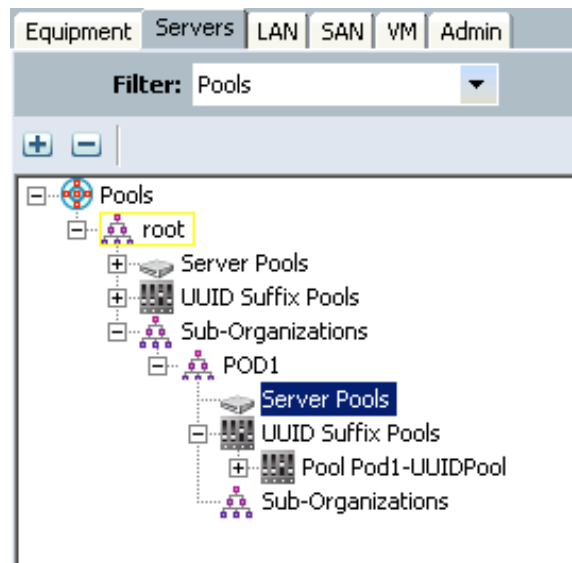 Equipment Servers LAN SAN VM Admin
Filter: Pools
Pools
root
Server Pools
UUID Suffix Pools
Sub-Organizations
POD1
Server Pools
UUID Suffix Pools
Pool Pod1-UUIDPool
Sub-Organizations